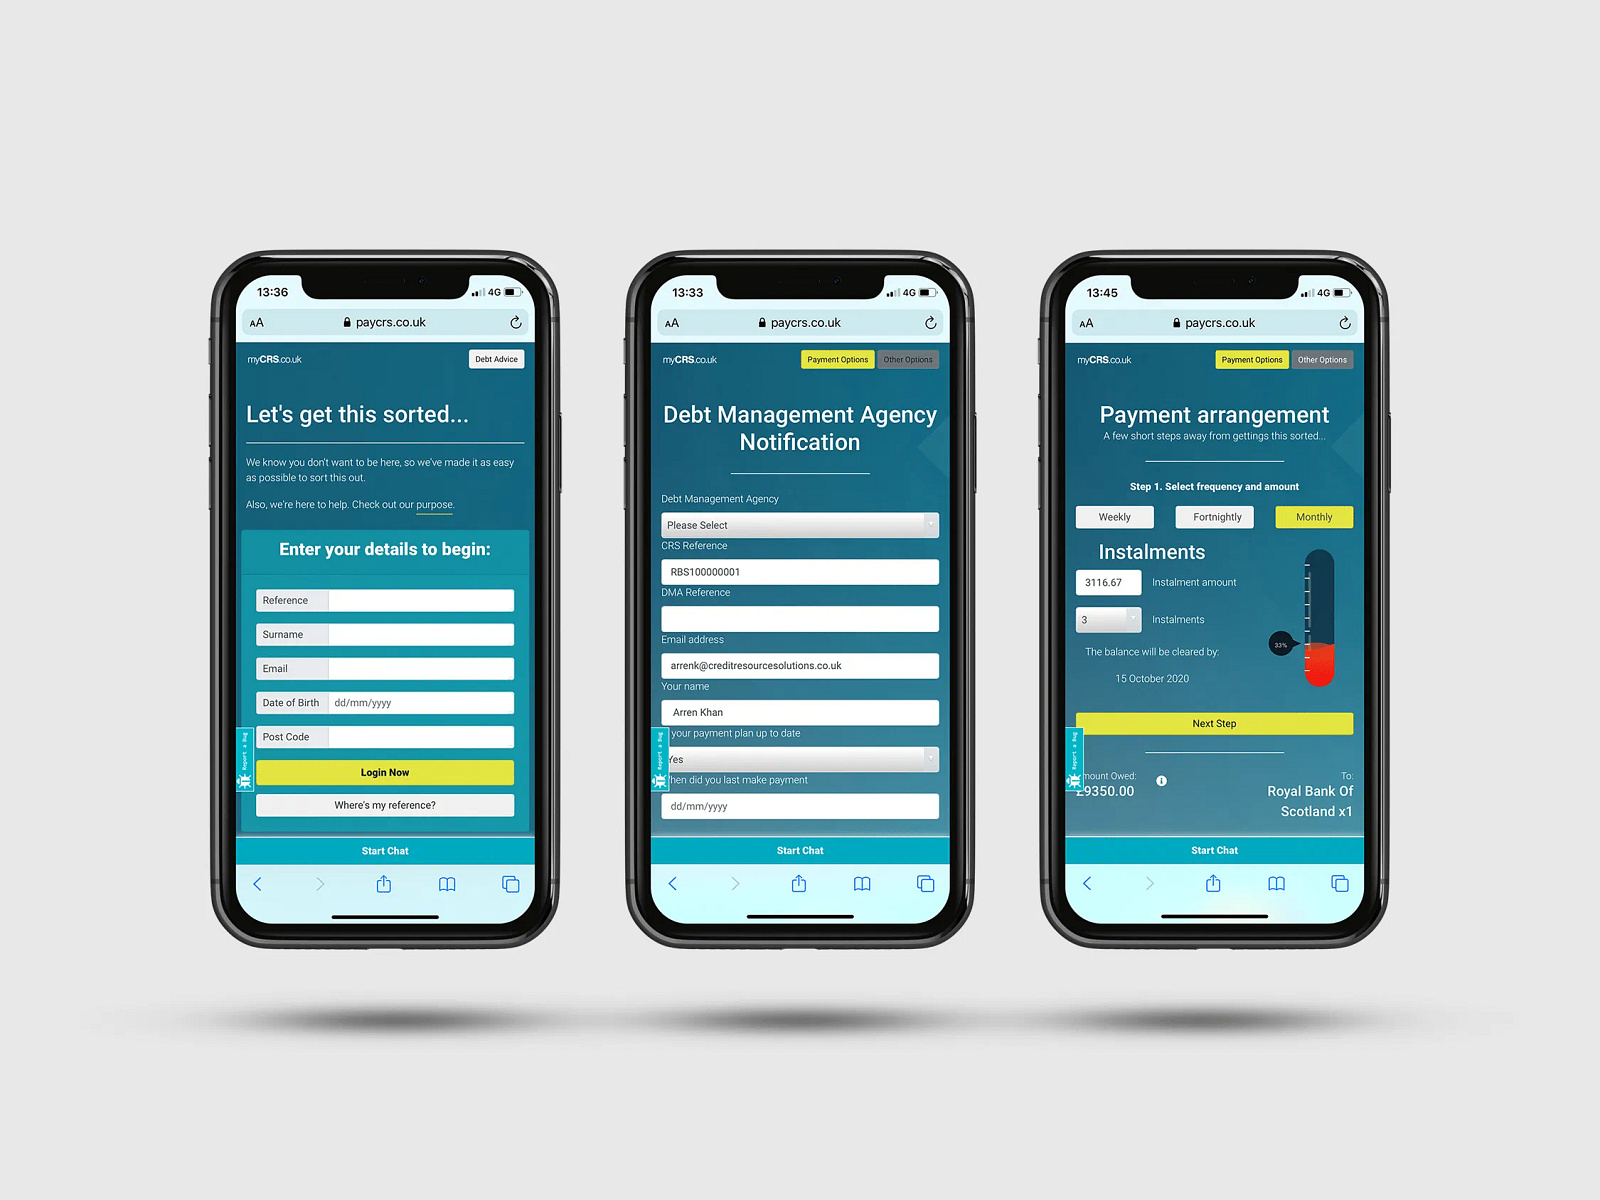 13:36
4G
AA
paycrs.co.uk
myCRS.co.uk
Debt Advice
Let's get this sorted...
We know you don't want to be here, so we've made it as easy
as possible to sort this out.
Also, we're here to help. Check out our purpose.
Enter your details to begin:
Reference
Surname
Email
Date of Birth dd/mm/yyyy
Post Code
Report a Bug
Login Now
Where's my reference?
Start Chat
13:33
4G
AA
paycrs.co.uk
myCRS.co.uk
Payment Options
Other Options
Debt Management Agency
Notification
Debt Management Agency
Please Select
CRS Reference
RBS100000001
DMA Reference
Email address
arrenk@creditresourcesolutions.co.uk
Your name
Arren Khan
your payment plan up to date
Yes
hen did you last make payment
Report a Bug
dd/mm/yyyy
Start Chat
13:45
4G
AA
paycrs.co.uk
myCRS.co.uk
Payment Options
Other Options
Payment arrangement
A few short steps away from gettings this sorted...
Step 1. Select frequency and amount
Weekly
Fortnightly
Monthly
Instalments
3116.67 Instalment amount
3 Instalments
33%
The balance will be cleared by:
15 October 2020
Next Step
Report a Bug
mount Owed:
£9350.00
To:
Royal Bank Of
Scotland x1
Start Chat